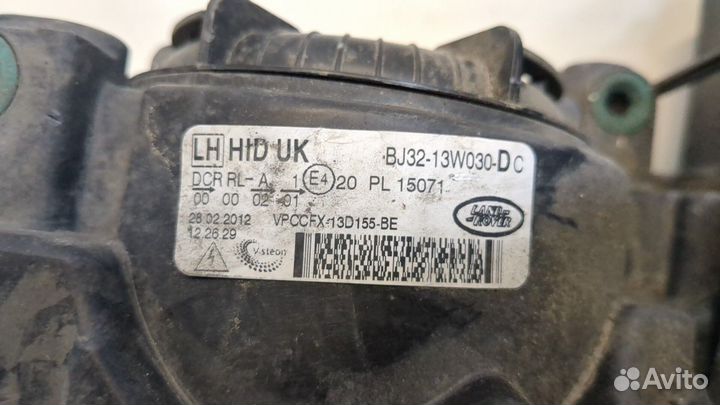 LH HID UK BJ32-13W030-DC
DCR RL-A 1 E4 20 PL 15071
00 00 02 01
28.02.2012 VPCCFX-13D155-BE
12.26.29
LAND-
-ROVER
Visteon
Avito